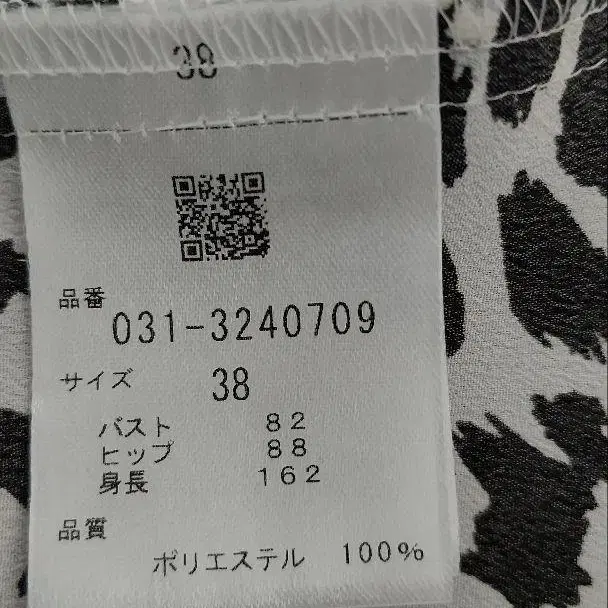 38
品番
031-3240709
サイズ 38
バスト 82
ヒップ 88
身長 162
品質
ポリエステル 100%